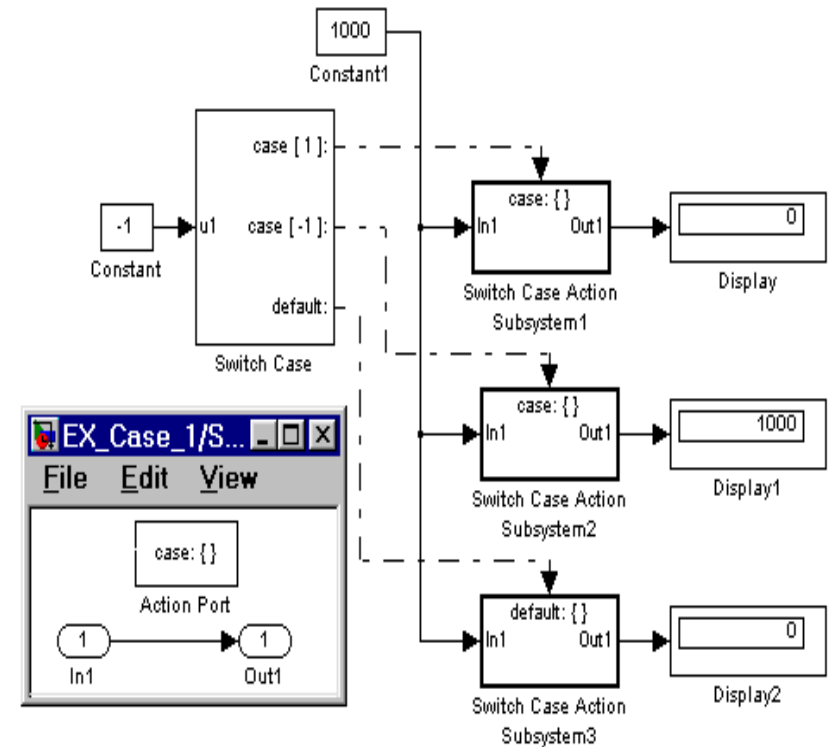 1000
Constant1
case [ 1 ]:
-1
u1
case [ -1 ]:
Constant
default:
Switch Case
case: { }
In1
Out1
0
Display
Switch Case Action
Subsystem1
case: { }
In1
Out1
1000
Display1
Switch Case Action
Subsystem2
default: { }
In1
Out1
0
Display2
Switch Case Action
Subsystem3
EX_Case_1/S...
File Edit View
case: { }
Action Port
1
1
In1
Out1